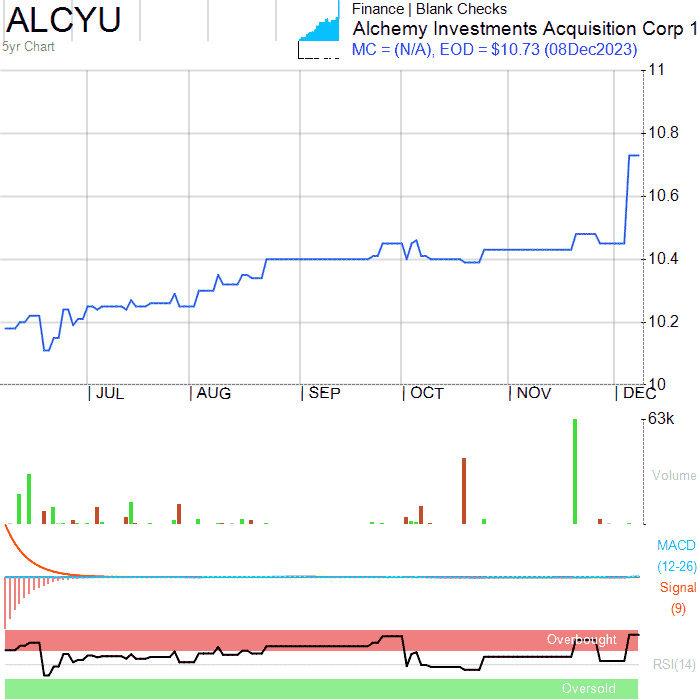 ALCYU
5yr Chart
Finance | Blank Checks
Alchemy Investments Acquisition Corp 1
MC = (N/A), EOD = $10.73 (08Dec2023)
11
10.8
10.6
10.4
10.2
10
JUL AUG SEP OCT NOV DEC
63k
Volume
MACD
(12-26)
Signal
(9)
Overbought
RSI(14)
Oversold